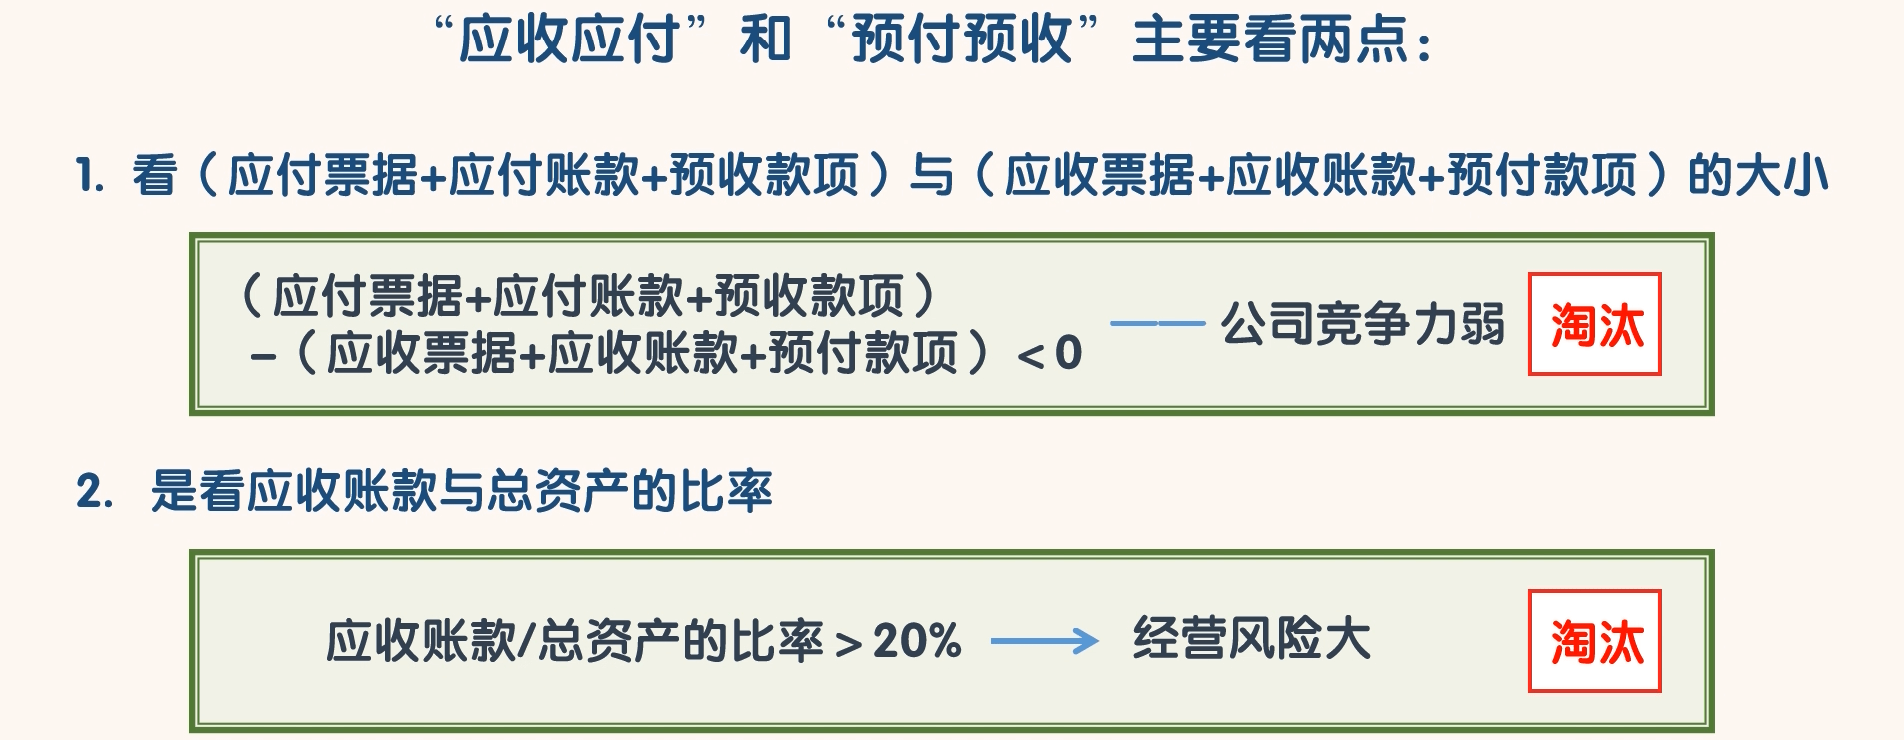 “应收应付”和“预付预收”主要看两点：
1. 看（应付票据+应付账款+预收款项）与（应收票据+应收账款+预付款项）的大小
（应付票据+应付账款+预收款项）
–（应收票据+应收账款+预付款项）<0
公司竞争力弱
淘汰
2. 是看应收账款与总资产的比率
应收账款/总资产的比率>20%
经营风险大
淘汰